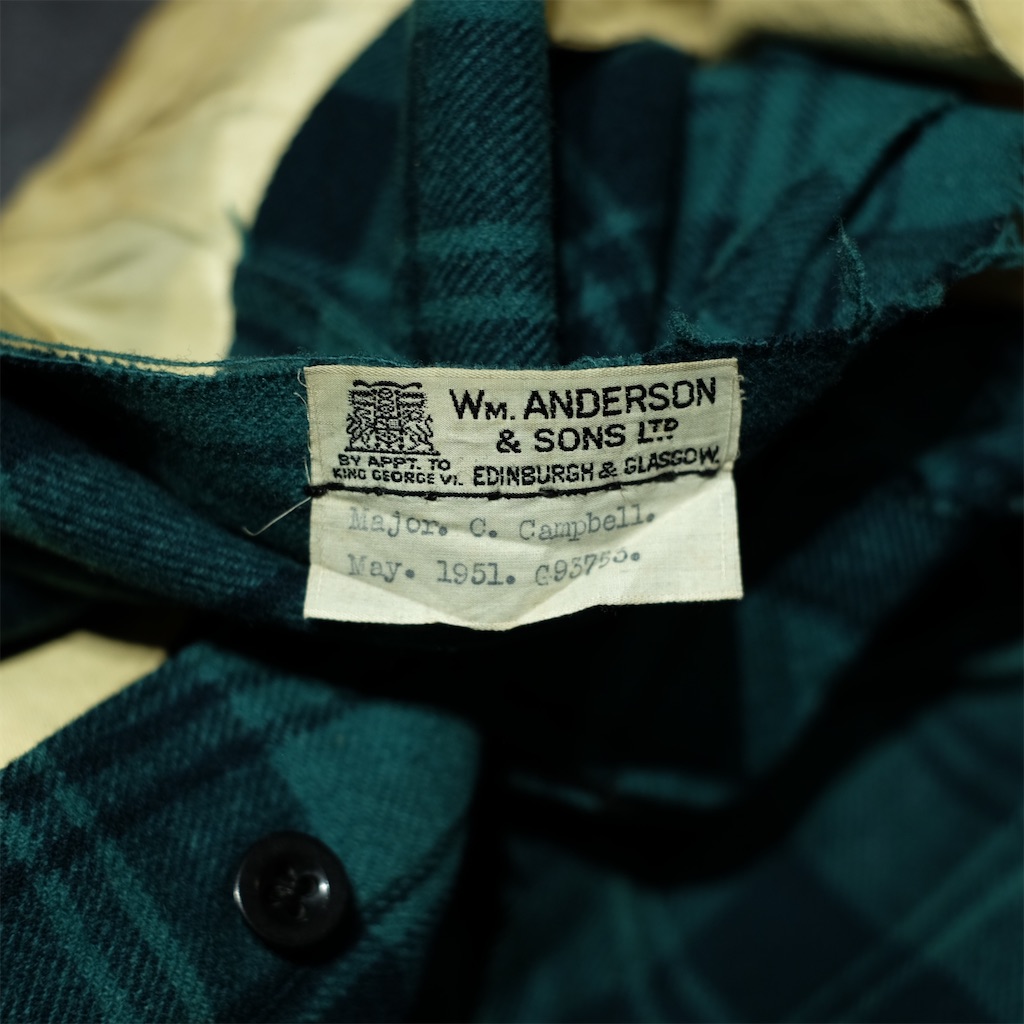 Wm. ANDERSON
& SONS LTD
BY APPT. TO
KING GEORGE VI.
EDINBURGH & GLASGOW.
Major. C. Campbell.
May. 1951.